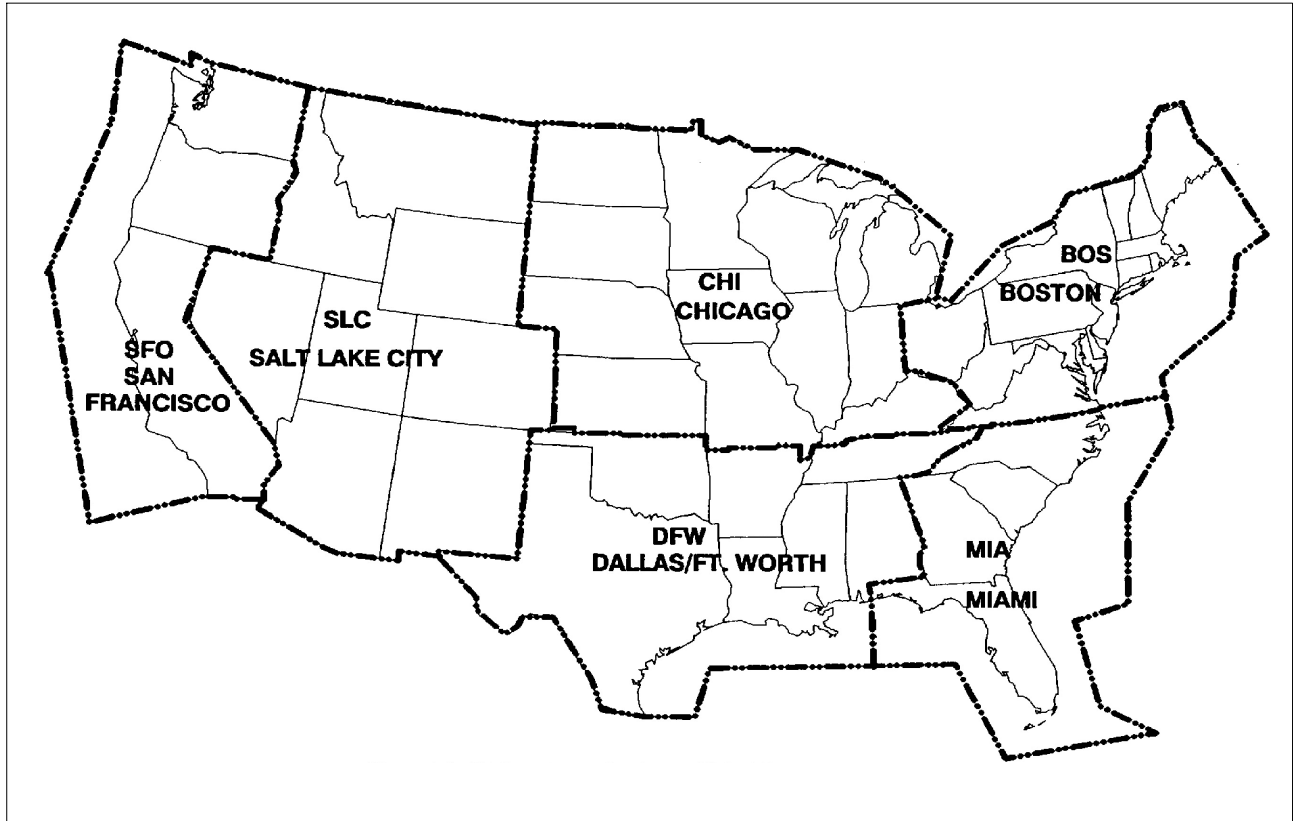 SFO
SAN
FRANCISCO
SLC
SALT LAKE CITY
CHI
CHICAGO
BOS
BOSTON
DFW
DALLAS/FT. WORTH
MIA
MIAMI